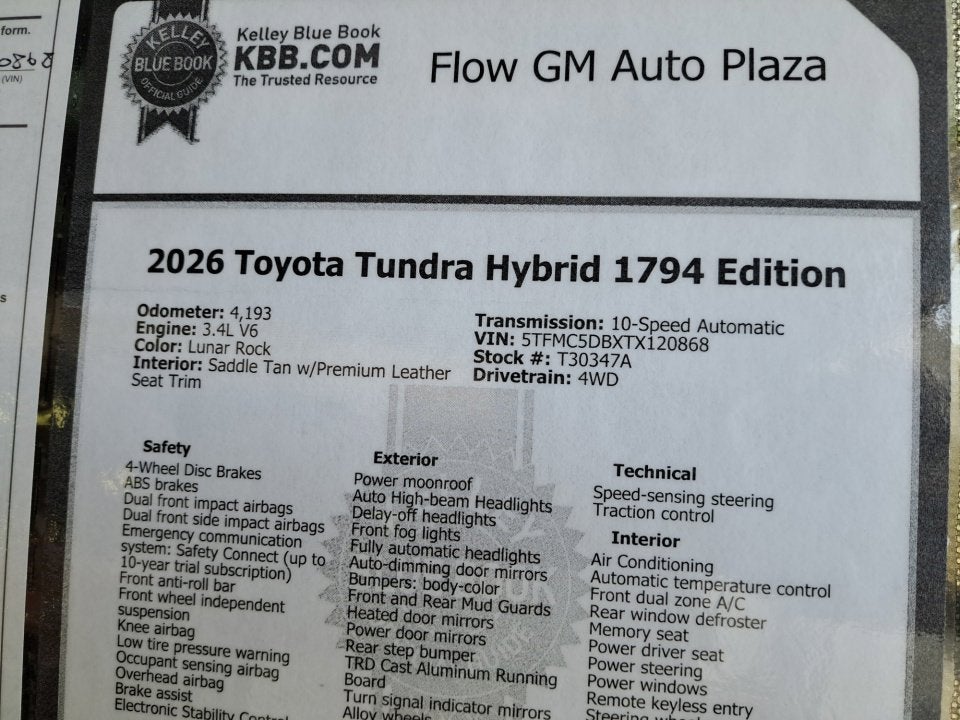 form.
0868
(VIN)
s
KELLEY
BLUE BOOK
OFFICIAL GUIDE
Kelley Blue Book
KBB.COM
The Trusted Resource
Flow GM Auto Plaza
2026 Toyota Tundra Hybrid 1794 Edition
Odometer: 4,193
Engine: 3.4L V6
Color: Lunar Rock
Interior: Saddle Tan w/Premium Leather
Seat Trim
Transmission: 10-Speed Automatic
VIN: 5TFMC5DBXTX120868
Stock #: T30347A
Drivetrain: 4WD
Safety
4-Wheel Disc Brakes
ABS brakes
Dual front impact airbags
Dual front side impact airbags
Emergency communication
system: Safety Connect (up to
10-year trial subscription)
Front anti-roll bar
Front wheel independent
suspension
Knee airbag
Low tire pressure warning
Occupant sensing airbag
Overhead airbag
Brake assist
Electronic Stability Control
Exterior
Power moonroof
Auto High-beam Headlights
Delay-off headlights
Front fog lights
Fully automatic headlights
Auto-dimming door mirrors
Bumpers: body-color
Front and Rear Mud Guards
Heated door mirrors
Power door mirrors
Rear step bumper
TRD Cast Aluminum Running
Board
Turn signal indicator mirrors
Alloy wheels
Technical
Speed-sensing steering
Traction control
Interior
Air Conditioning
Automatic temperature control
Front dual zone A/C
Rear window defroster
Memory seat
Power driver seat
Power steering
Power windows
Remote keyless entry
Steering